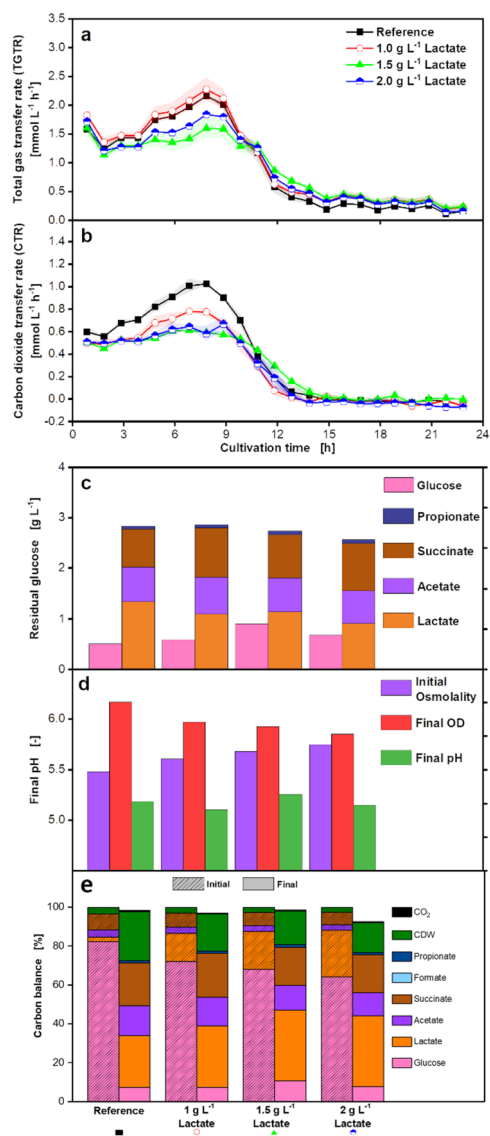 a
Reference
1.0 g L⁻¹ Lactate
1.5 g L⁻¹ Lactate
2.0 g L⁻¹ Lactate
Total gas transfer rate (TGTR)
[mmol L⁻¹ h⁻¹]
3.5
3.0
2.5
2.0
1.5
1.0
0.5
0.0
b
Carbon dioxide transfer rate (CTR)
[mmol L⁻¹ h⁻¹]
1.4
1.2
1.0
0.8
0.6
0.4
0.2
0.0
-0.2
0 3 6 9 12 15 18 21 24
Cultivation time [h]
c
Residual glucose [g L⁻¹]
4
3
2
1
0
Glucose
Propionate
Succinate
Acetate
Lactate
d
Final pH [-]
6.0
5.5
5.0
Initial
Osmolality
Final OD
Final pH
e
Initial
Final
Carbon balance [%]
100
80
60
40
20
0
CO₂
CDW
Propionate
Formate
Succinate
Acetate
Lactate
Glucose
Reference 1 g L⁻¹ 1.5 g L⁻¹ 2 g L⁻¹
Lactate Lactate Lactate